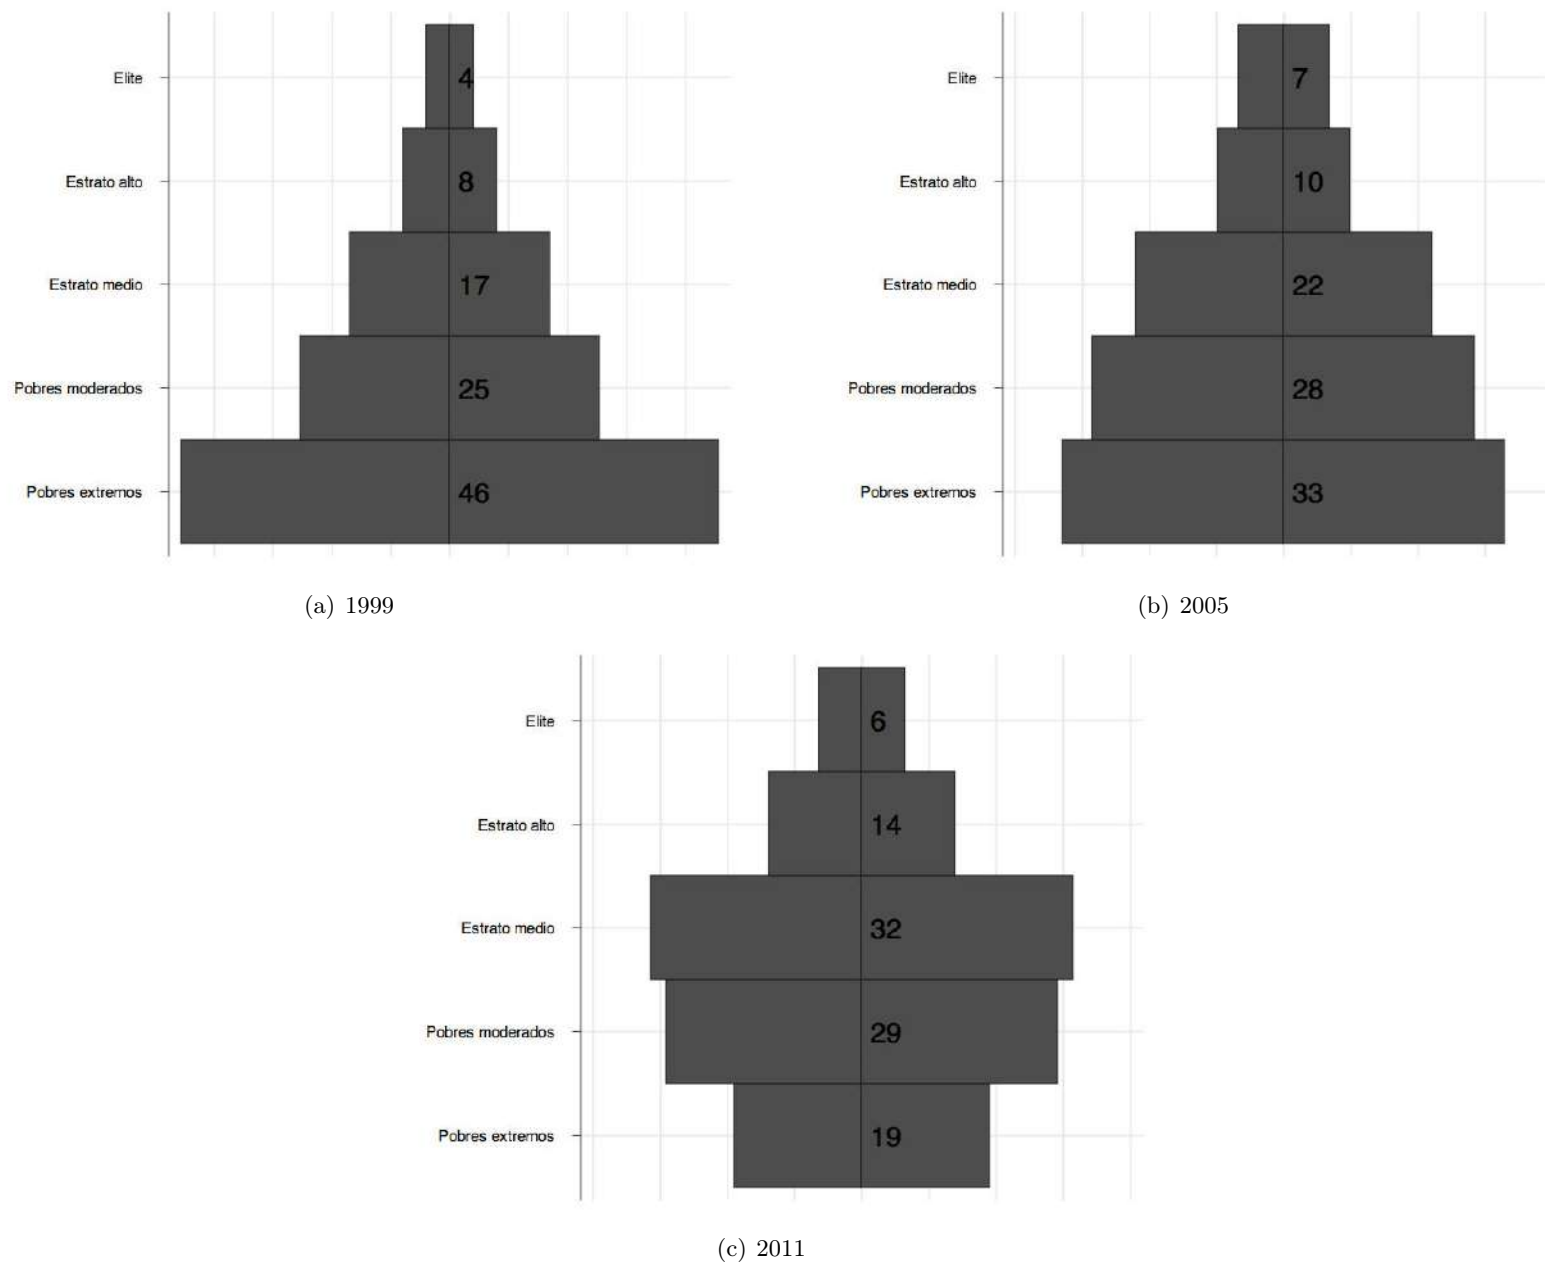 Elite
4
Estrato alto
8
Estrato medio
17
Pobres moderados
25
Pobres extremos
46
(a) 1999
Elite
7
Estrato alto
10
Estrato medio
22
Pobres moderados
28
Pobres extremos
33
(b) 2005
Elite
6
Estrato alto
14
Estrato medio
32
Pobres moderados
29
Pobres extremos
19
(c) 2011